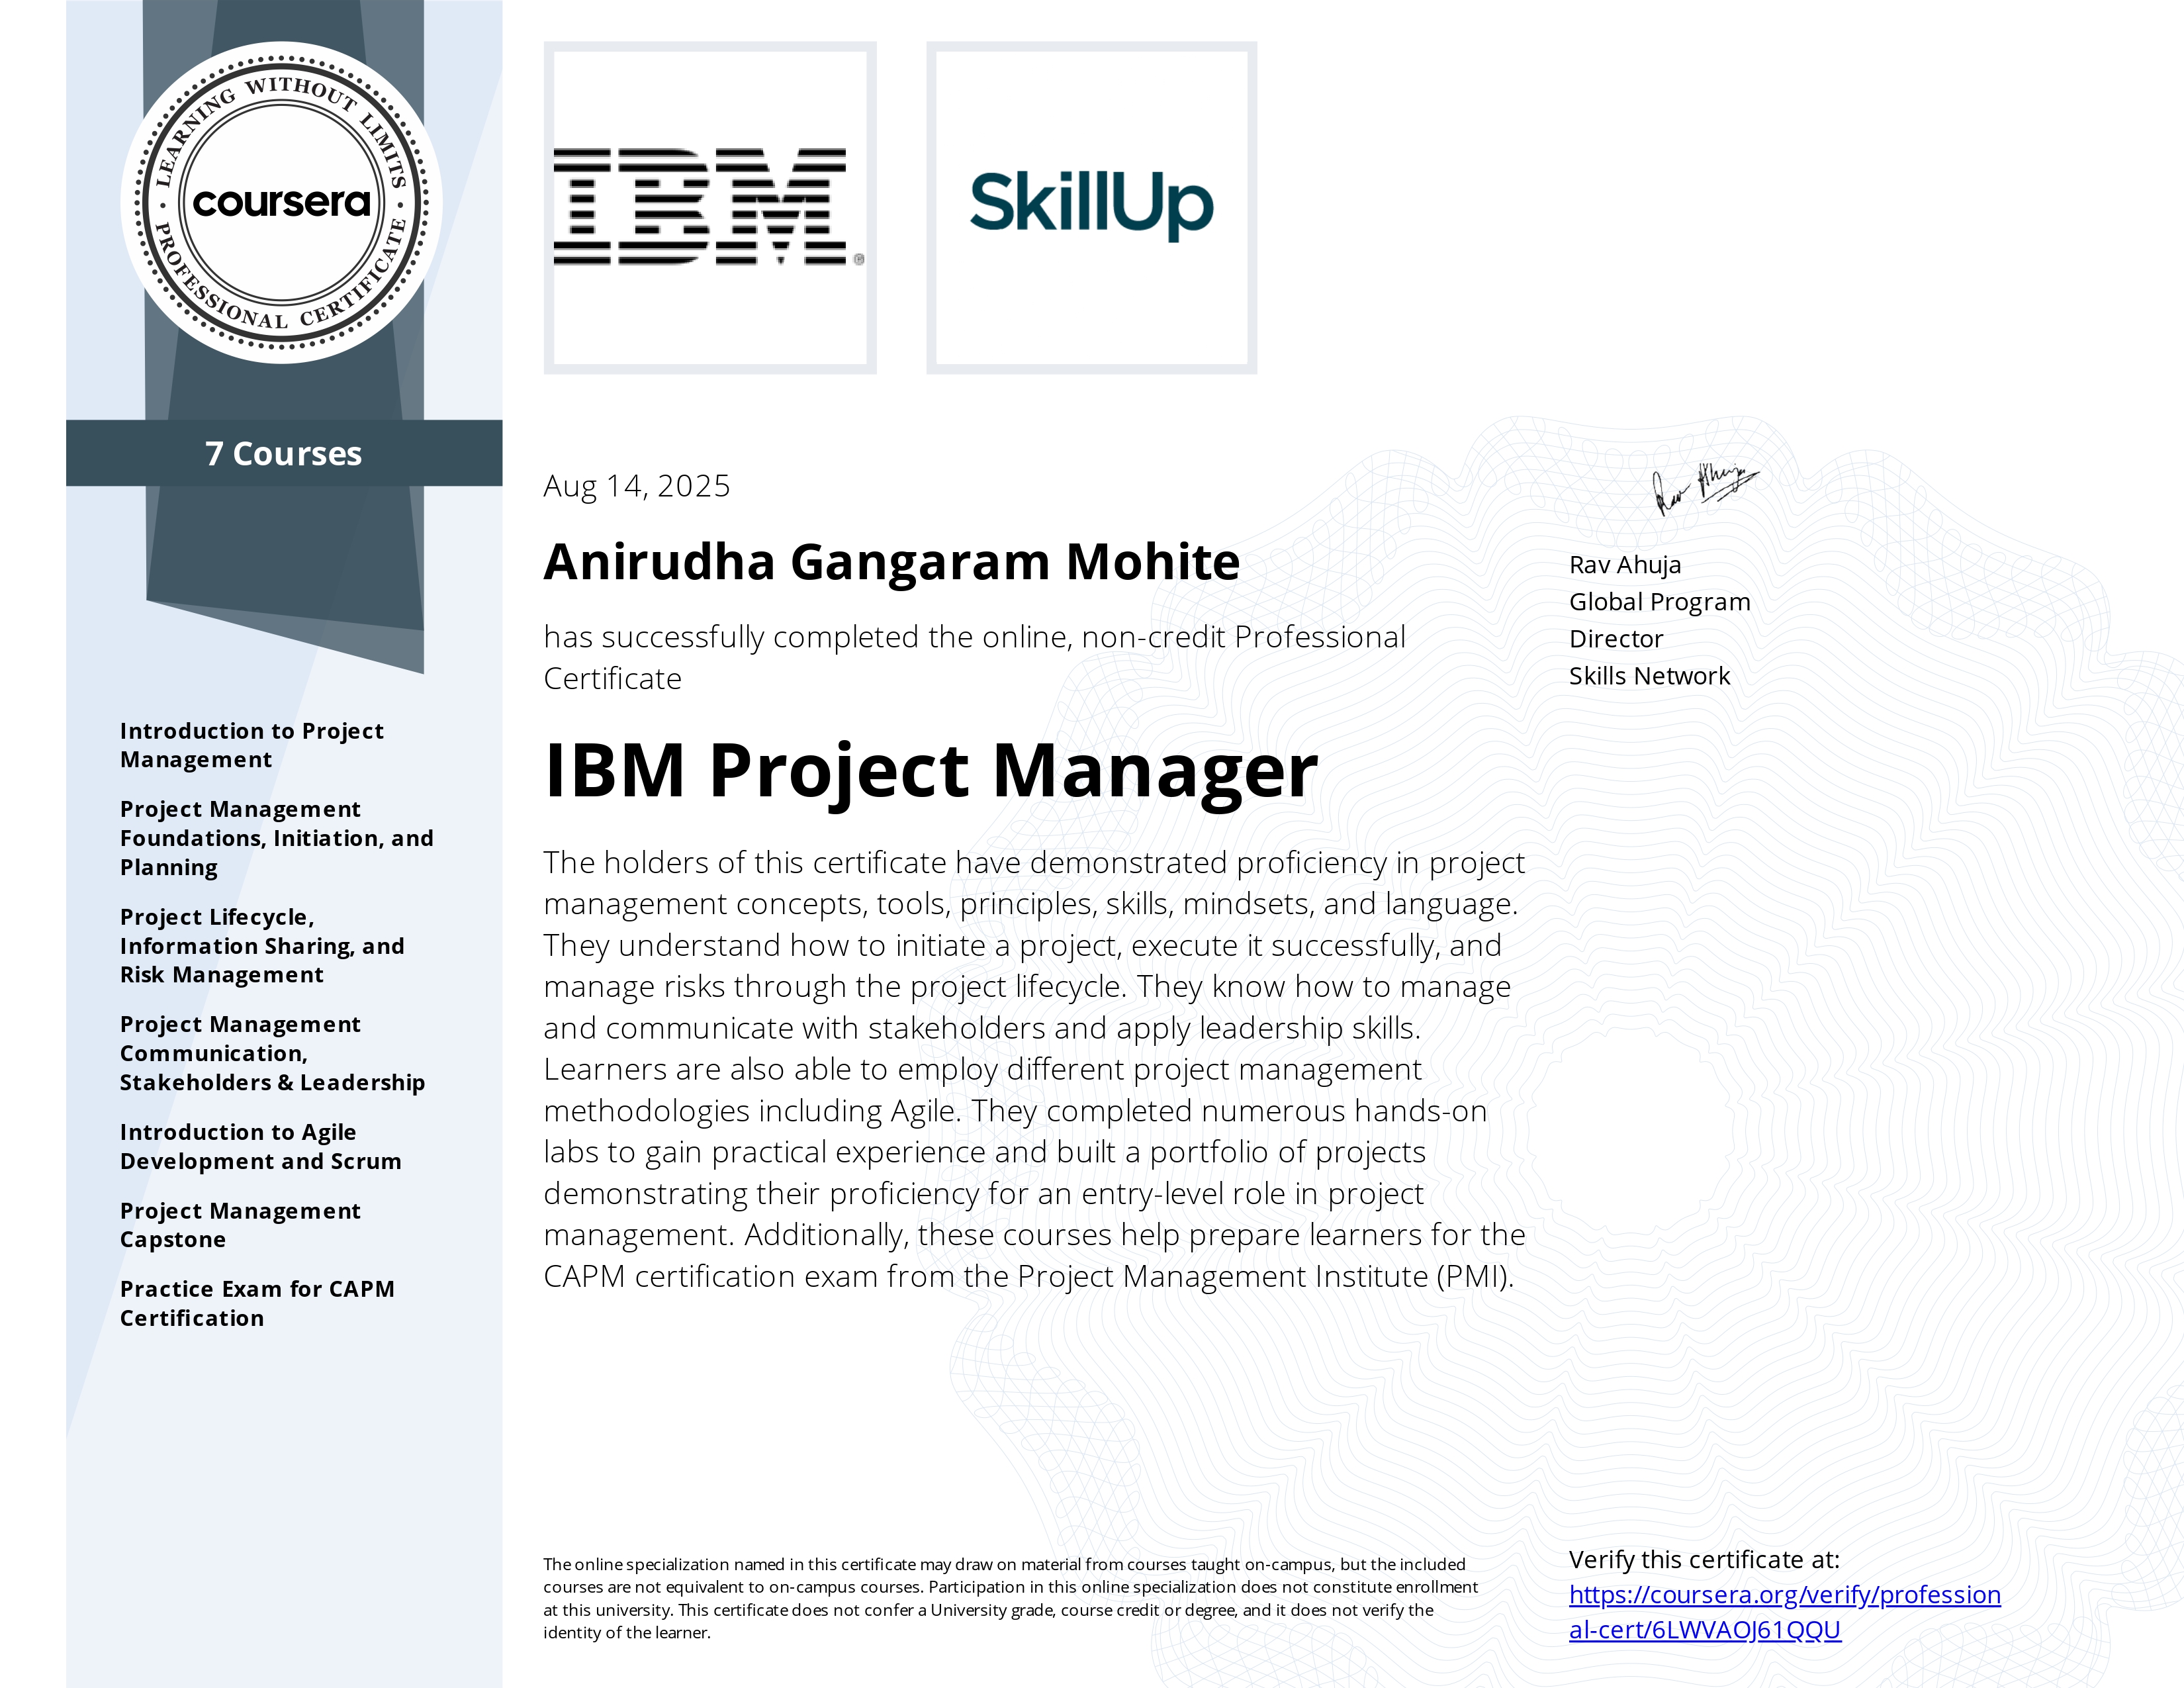 LEARNING WITHOUT LIMITS
coursera
PROFESSIONAL CERTIFICATE
7 Courses
Introduction to Project
Management
Project Management
Foundations, Initiation, and
Planning
Project Lifecycle,
Information Sharing, and
Risk Management
Project Management
Communication,
Stakeholders & Leadership
Introduction to Agile
Development and Scrum
Project Management
Capstone
Practice Exam for CAPM
Certification
IBM®
SkillUp
Aug 14, 2025
Anirudha Gangaram Mohite
has successfully completed the online, non-credit Professional
Certificate
IBM Project Manager
The holders of this certificate have demonstrated proficiency in project
management concepts, tools, principles, skills, mindsets, and language.
They understand how to initiate a project, execute it successfully, and
manage risks through the project lifecycle. They know how to manage
and communicate with stakeholders and apply leadership skills.
Learners are also able to employ different project management
methodologies including Agile. They completed numerous hands-on
labs to gain practical experience and built a portfolio of projects
demonstrating their proficiency for an entry-level role in project
management. Additionally, these courses help prepare learners for the
CAPM certification exam from the Project Management Institute (PMI).
Rav Ahuja
Rav Ahuja
Global Program
Director
Skills Network
The online specialization named in this certificate may draw on material from courses taught on-campus, but the included
courses are not equivalent to on-campus courses. Participation in this online specialization does not constitute enrollment
at this university. This certificate does not confer a University grade, course credit or degree, and it does not verify the
identity of the learner.
Verify this certificate at:
https://coursera.org/verify/profession
al-cert/6LWVAOJ61QQU